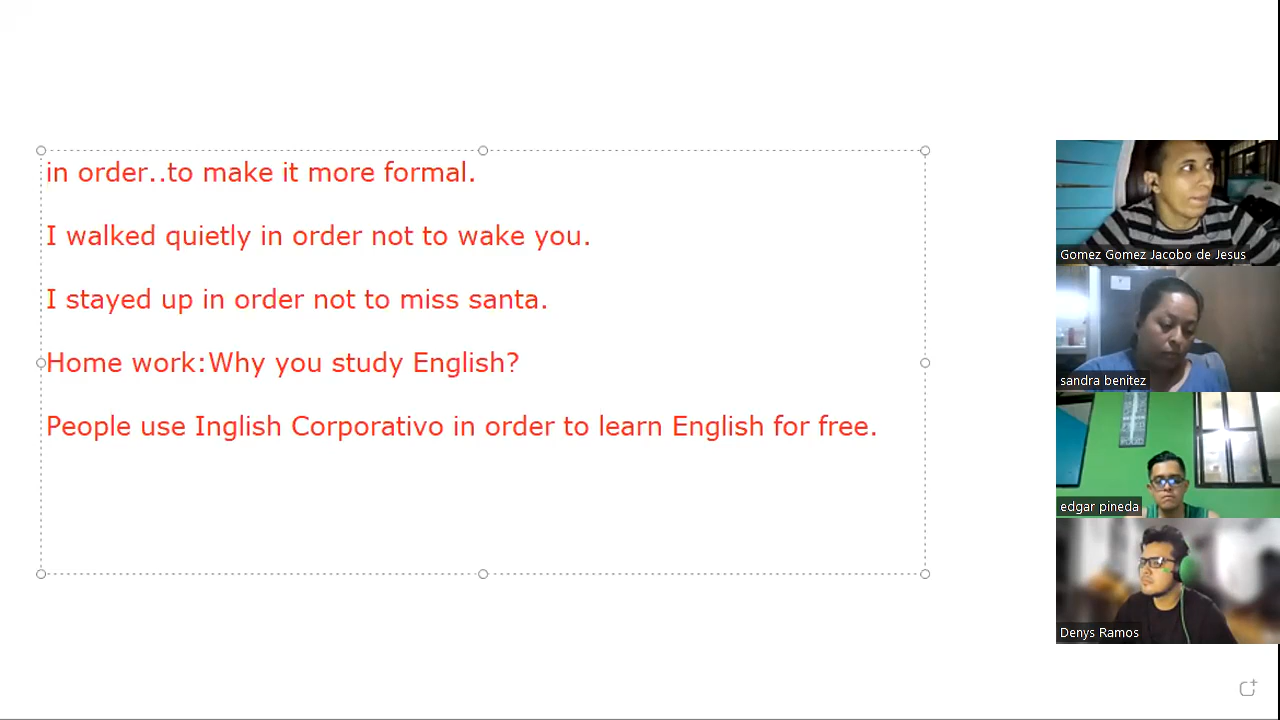 in order..to make it more formal.
I walked quietly in order not to wake you.
I stayed up in order not to miss santa.
Home work:Why you study English?
People use Inglish Corporativo in order to learn English for free.
Gomez Gomez Jacobo de Jesus
sandra benitez
edgar pineda
Denys Ramos